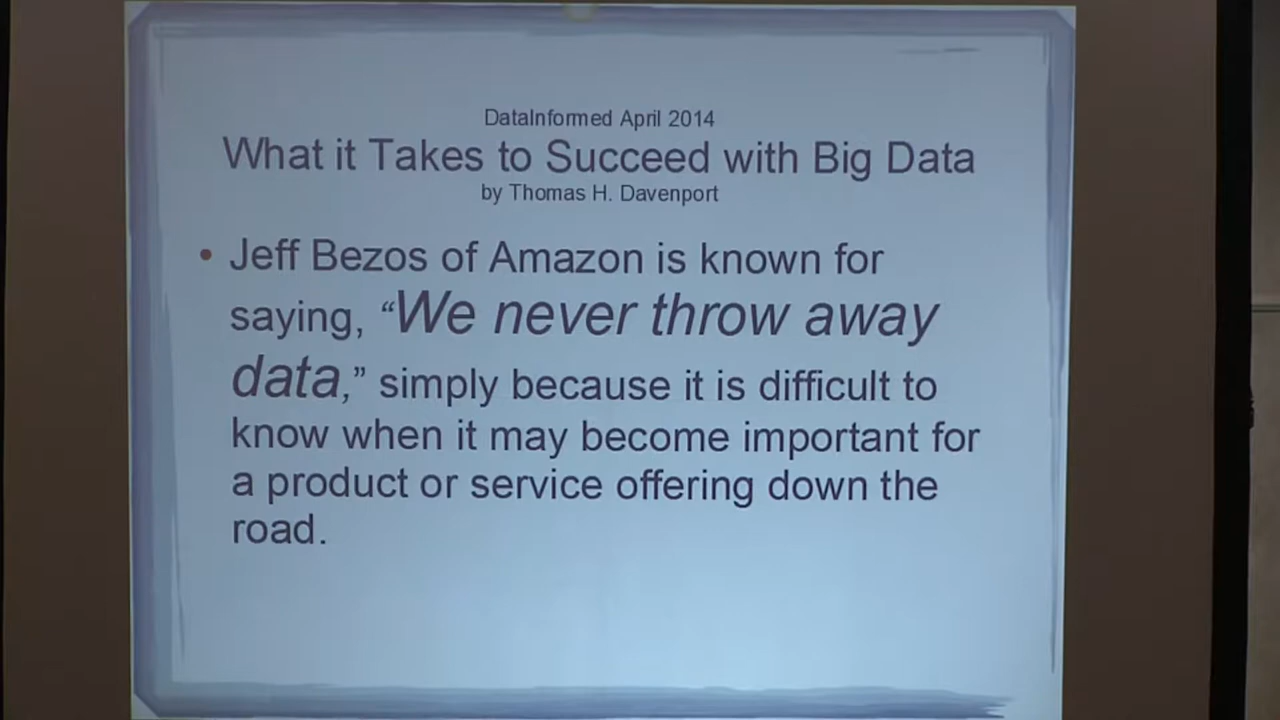 DataInformed April 2014
What it Takes to Succeed with Big Data
by Thomas H. Davenport
• Jeff Bezos of Amazon is known for
saying, “We never throw away
data,” simply because it is difficult to
know when it may become important for
a product or service offering down the
road.